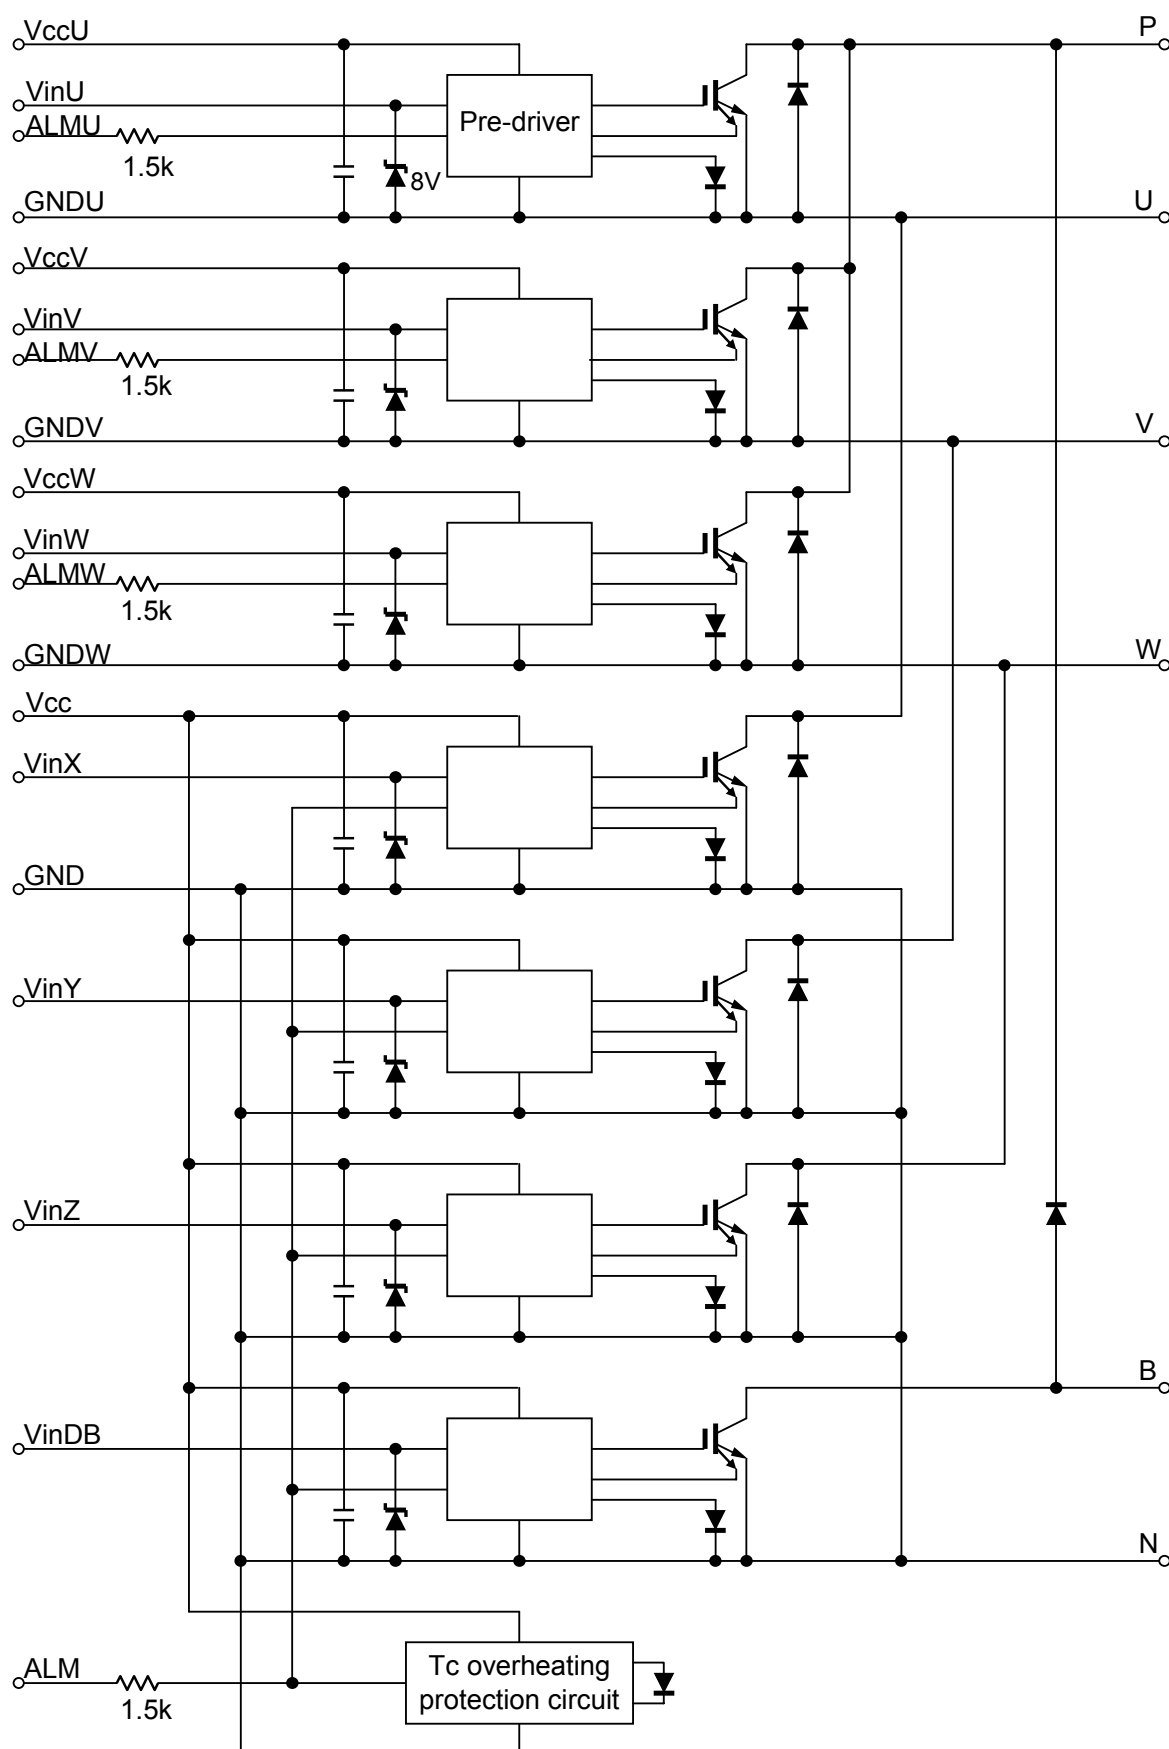 VccU
P
VinU
ALMU
Pre-driver
1.5k
8V
GNDU
U
VccV
VinV
ALMV
1.5k
GNDV
V
VccW
VinW
ALMW
1.5k
GNDW
W
Vcc
VinX
GND
VinY
VinZ
B
VinDB
N
ALM
Tc overheating
protection circuit
1.5k